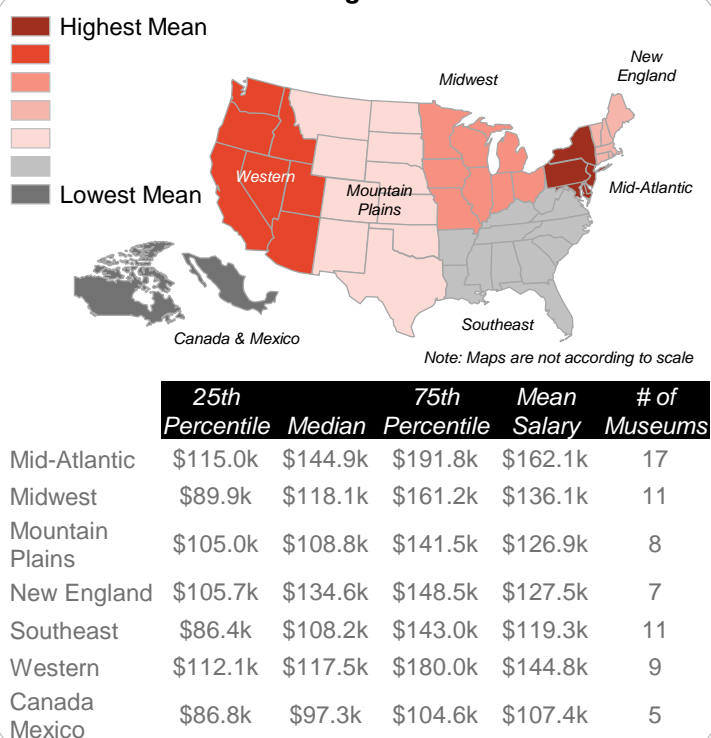 Highest Mean
Lowest Mean
New
England
Midwest
Western
Mountain
Plains
Mid-Atlantic
Southeast
Canada & Mexico
Note: Maps are not according to scale
25th Percentile Median 75th Percentile Mean Salary # of Museums
Mid-Atlantic $115.0k $144.9k $191.8k $162.1k 17
Midwest $89.9k $118.1k $161.2k $136.1k 11
Mountain Plains $105.0k $108.8k $141.5k $126.9k 8
New England $105.7k $134.6k $148.5k $127.5k 7
Southeast $86.4k $108.2k $143.0k $119.3k 11
Western $112.1k $117.5k $180.0k $144.8k 9
Canada Mexico $86.8k $97.3k $104.6k $107.4k 5